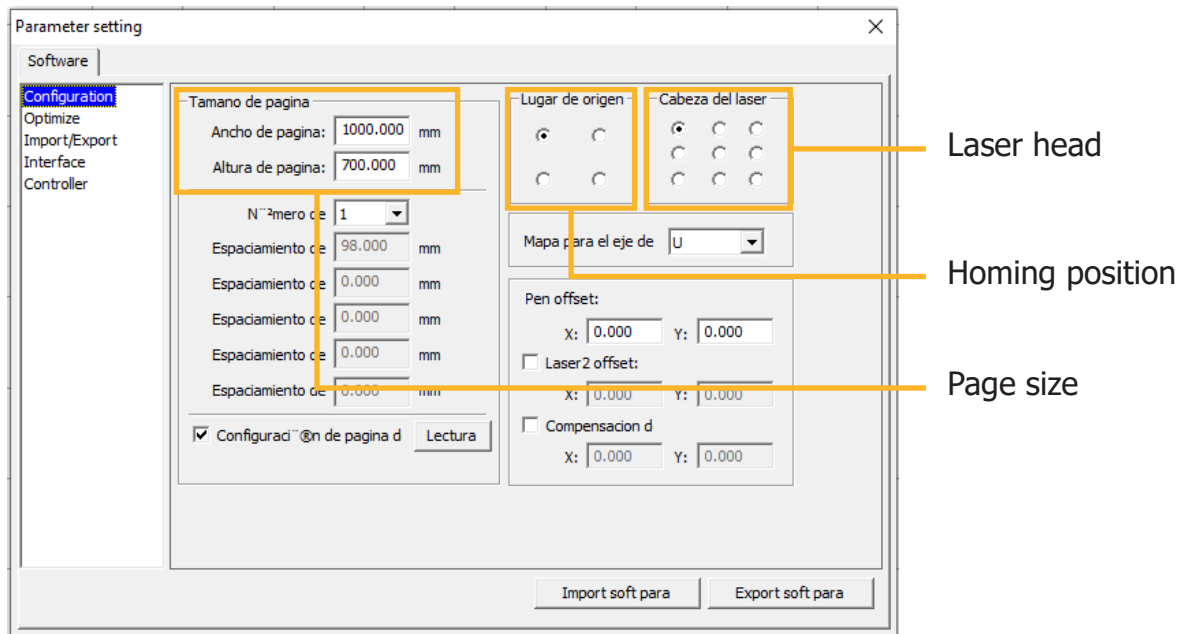 Parameter setting
Software
Configuration
Optimize
Import/Export
Interface
Controller
Tamano de pagina
Ancho de pagina: 1000.000 mm
Altura de pagina: 700.000 mm
N¨²mero de 1
Espaciamiento de 98.000 mm
Espaciamiento de 0.000 mm
Espaciamiento de 0.000 mm
Espaciamiento de 0.000 mm
Espaciamiento de 0.000 mm
Configuraci¨®n de pagina d Lectura
Lugar de origen
Cabeza del laser
Mapa para el eje de U
Pen offset:
X: 0.000 Y: 0.000
Laser2 offset:
X: 0.000 Y: 0.000
Compensacion d
X: 0.000 Y: 0.000
Import soft para
Export soft para
Laser head
Homing position
Page size